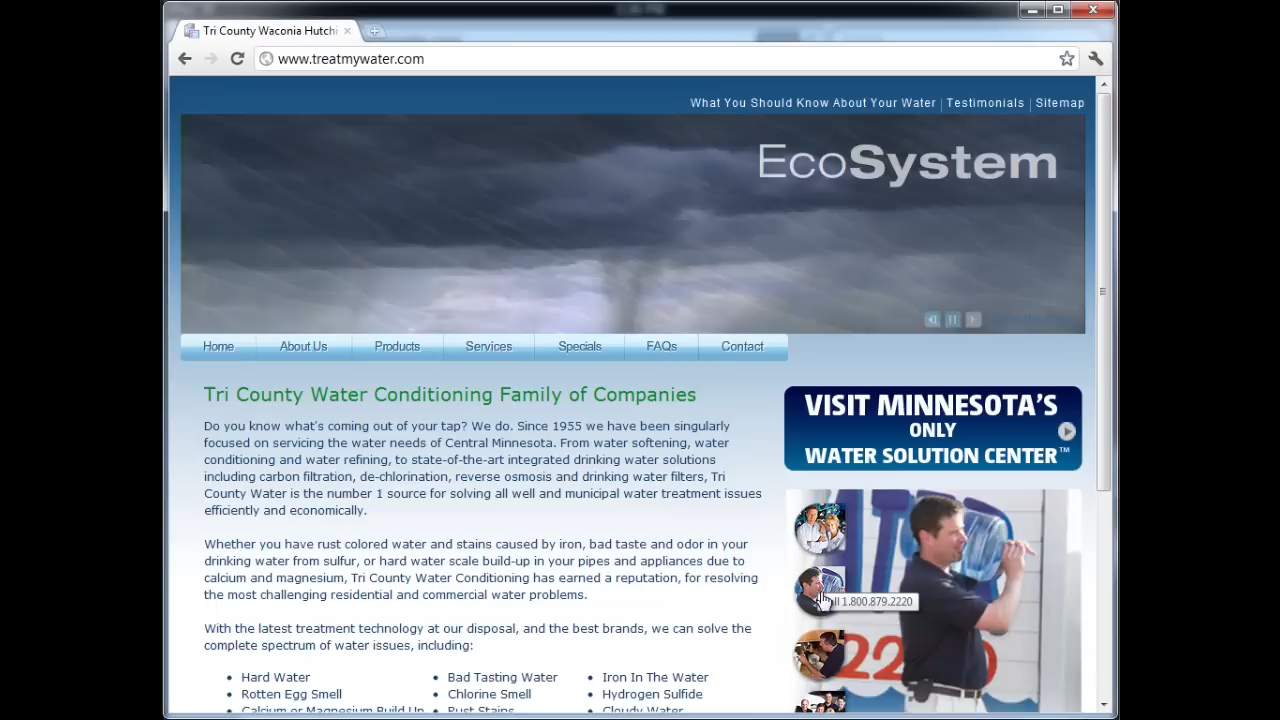 Tri County Waconia Hutchi
www.treatmywater.com
What You Should Know About Your Water | Testimonials | Sitemap
EcoSystem
Home About Us Products Services Specials FAQs Contact
Tri County Water Conditioning Family of Companies
Do you know what's coming out of your tap? We do. Since 1955 we have been singularly
focused on servicing the water needs of Central Minnesota. From water softening, water
conditioning and water refining, to state-of-the-art integrated drinking water solutions
including carbon filtration, de-chlorination, reverse osmosis and drinking water filters, Tri
County Water is the number 1 source for solving all well and municipal water treatment issues
efficiently and economically.
Whether you have rust colored water and stains caused by iron, bad taste and odor in your
drinking water from sulfur, or hard water scale build-up in your pipes and appliances due to
calcium and magnesium, Tri County Water Conditioning has earned a reputation, for resolving
the most challenging residential and commercial water problems.
With the latest treatment technology at our disposal, and the best brands, we can solve the
complete spectrum of water issues, including:
• Hard Water • Bad Tasting Water • Iron In The Water
• Rotten Egg Smell • Chlorine Smell • Hydrogen Sulfide
• Calcium or Magnesium Build Up • Rust Stains • Cloudy Water
VISIT MINNESOTA'S
ONLY
WATER SOLUTION CENTER™
1.800.879.2220